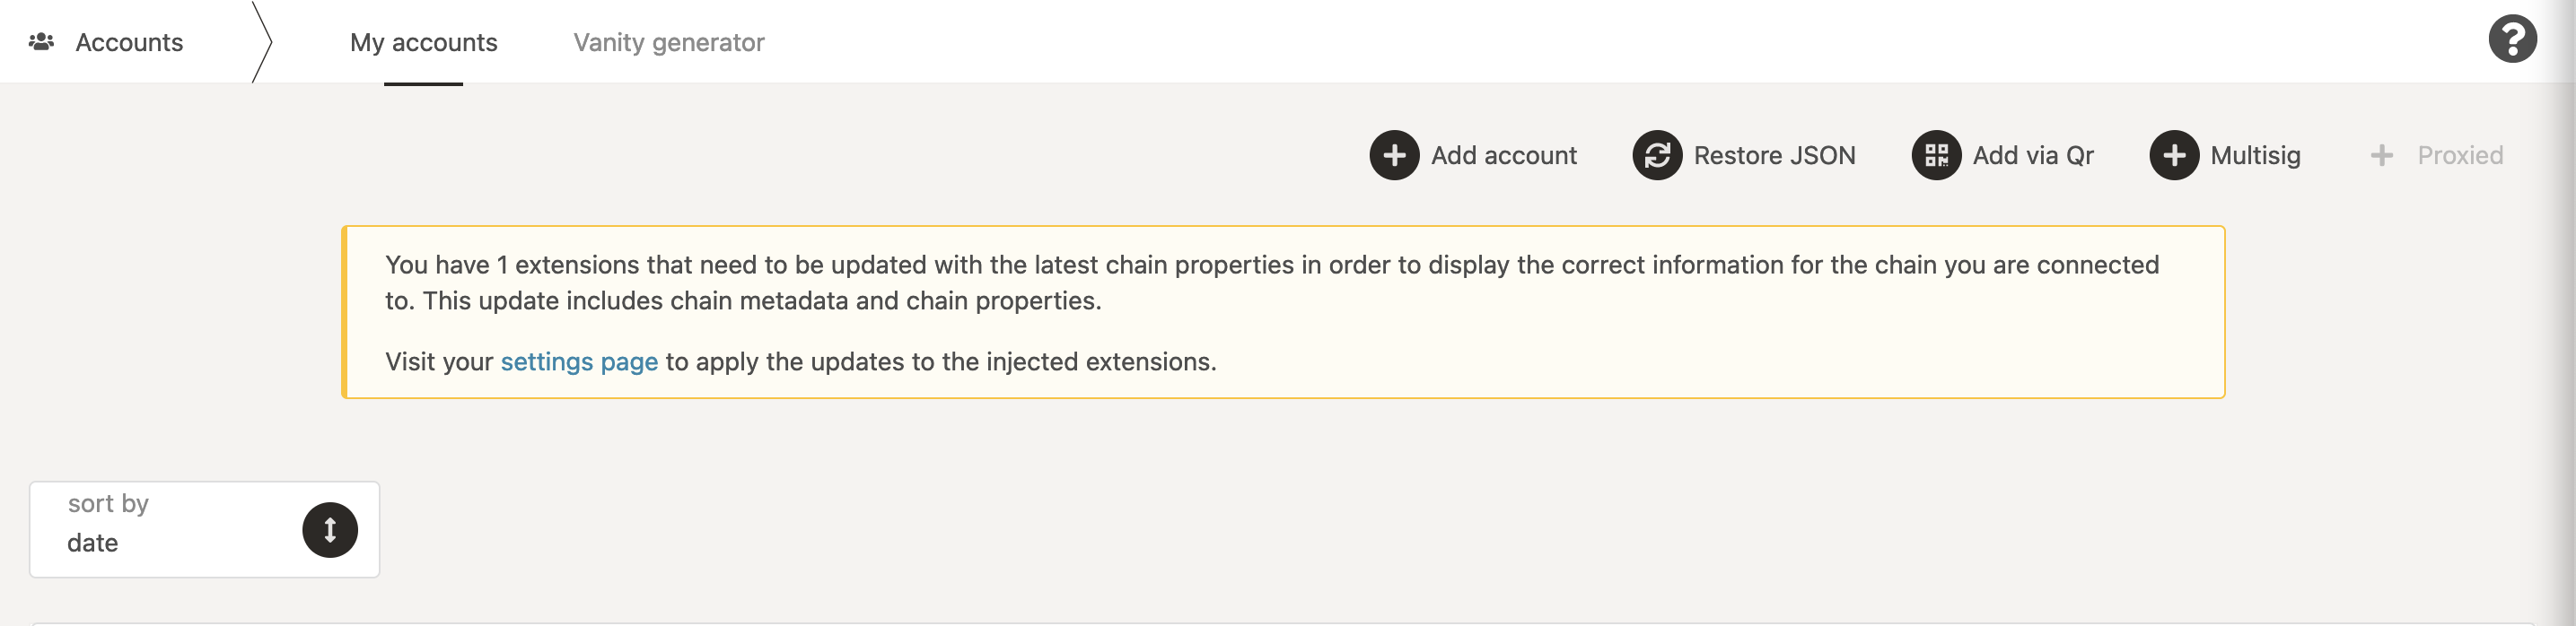 Accounts
My accounts
Vanity generator
Add account
Restore JSON
Add via Qr
Multisig
Proxied
You have 1 extensions that need to be updated with the latest chain properties in order to display the correct information for the chain you are connected
to. This update includes chain metadata and chain properties.
Visit your settings page to apply the updates to the injected extensions.
sort by
date